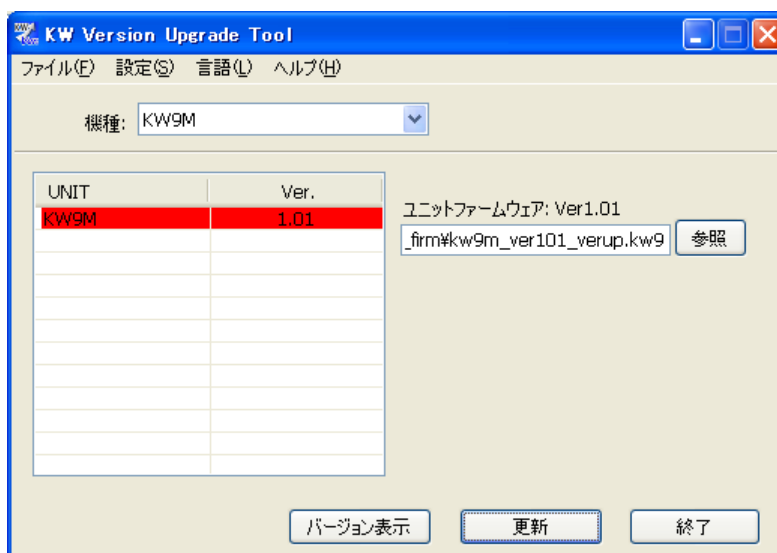 KW Version Upgrade Tool
ファイル(F) 設定(S) 言語(L) ヘルプ(H)
機種: KW9M
UNIT Ver.
KW9M 1.01
ユニットファームウェア: Ver1.01
_firm¥kw9m_ver101_verup.kw9 参照
バージョン表示 更新 終了